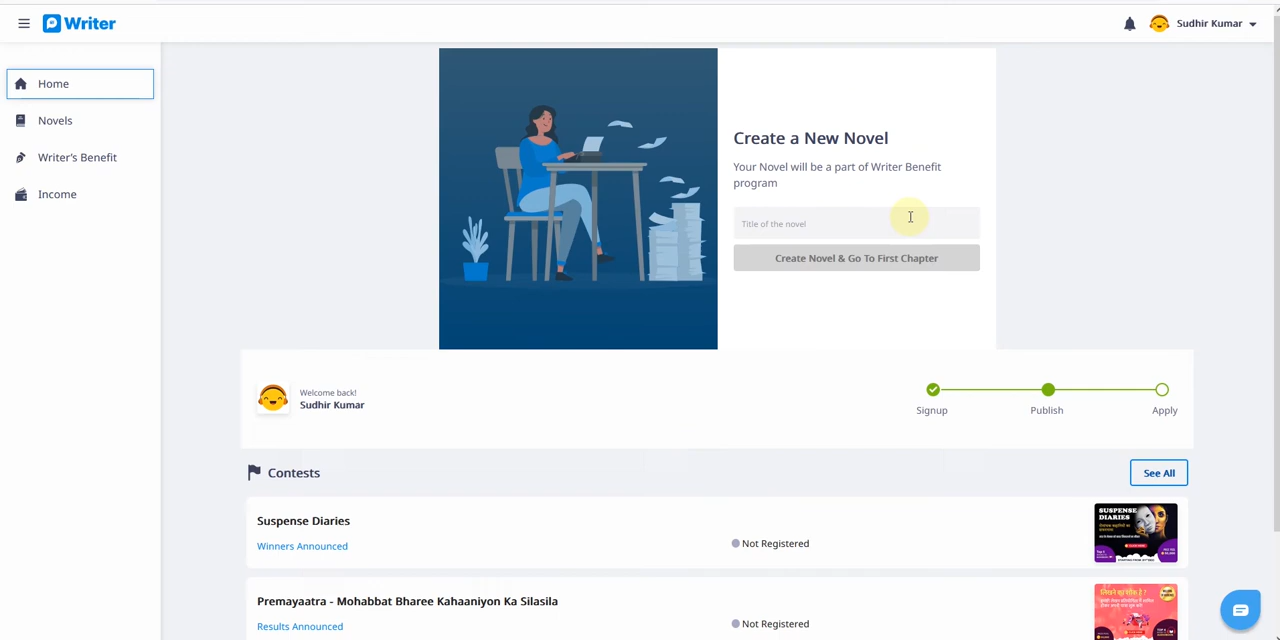 Writer
Sudhir Kumar
Home
Novels
Writer's Benefit
Income
Create a New Novel
Your Novel will be a part of Writer Benefit
program
Title of the novel
Create Novel & Go To First Chapter
Welcome back!
Sudhir Kumar
Signup
Publish
Apply
Contests
See All
Suspense Diaries
Winners Announced
Not Registered
SUSPENSE
DIARIES
Premayaatra - Mohabbat Bharee Kahaaniyon Ka Silasila
Results Announced
Not Registered